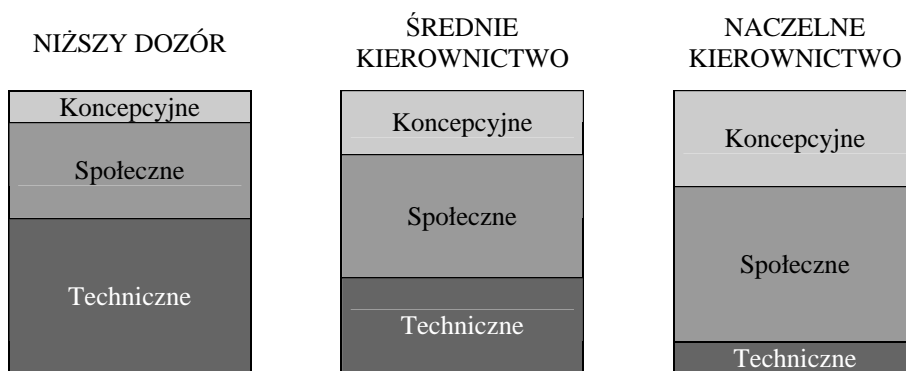 NIŻSZY DOZÓR
ŚREDNIE
KIEROWNICTWO
NACZELNE
KIEROWNICTWO
Koncepcyjne
Społeczne
Techniczne
Koncepcyjne
Społeczne
Techniczne
Koncepcyjne
Społeczne
Techniczne